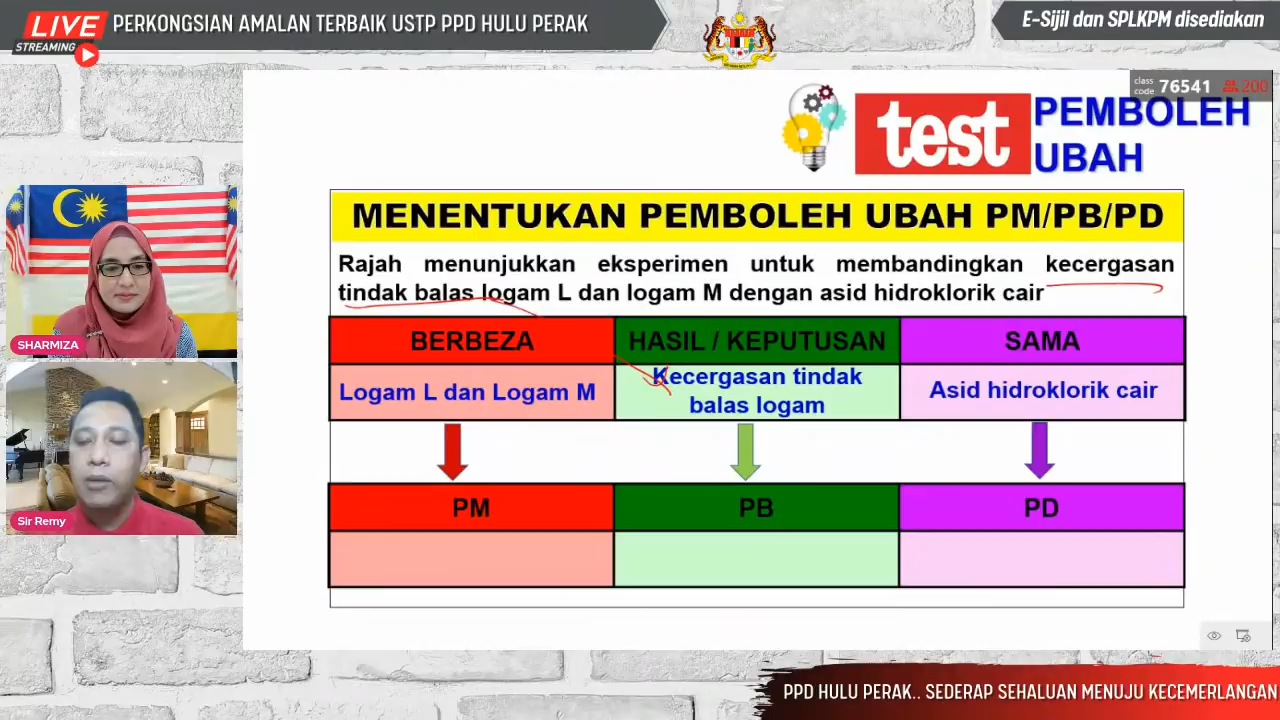 LIVE
STREAMING
PERKONGSIAN AMALAN TERBAIK USTP PPD HULU PERAK
E-Sijil dan SPLKPM disediakan
class
code
76541
200
test
PEMBOLEH
UBAH
MENENTUKAN PEMBOLEH UBAH PM/PB/PD
Rajah menunjukkan eksperimen untuk membandingkan kecergasan
tindak balas logam L dan logam M dengan asid hidroklorik cair
BERBEZA
HASIL / KEPUTUSAN
SAMA
Logam L dan Logam M
Kecergasan tindak
balas logam
Asid hidroklorik cair
PM
PB
PD
SHARMIZA
Sir Remy
PPD HULU PERAK.. SEDERAP SEHALUAN MENUJU KECEMERLANGAN